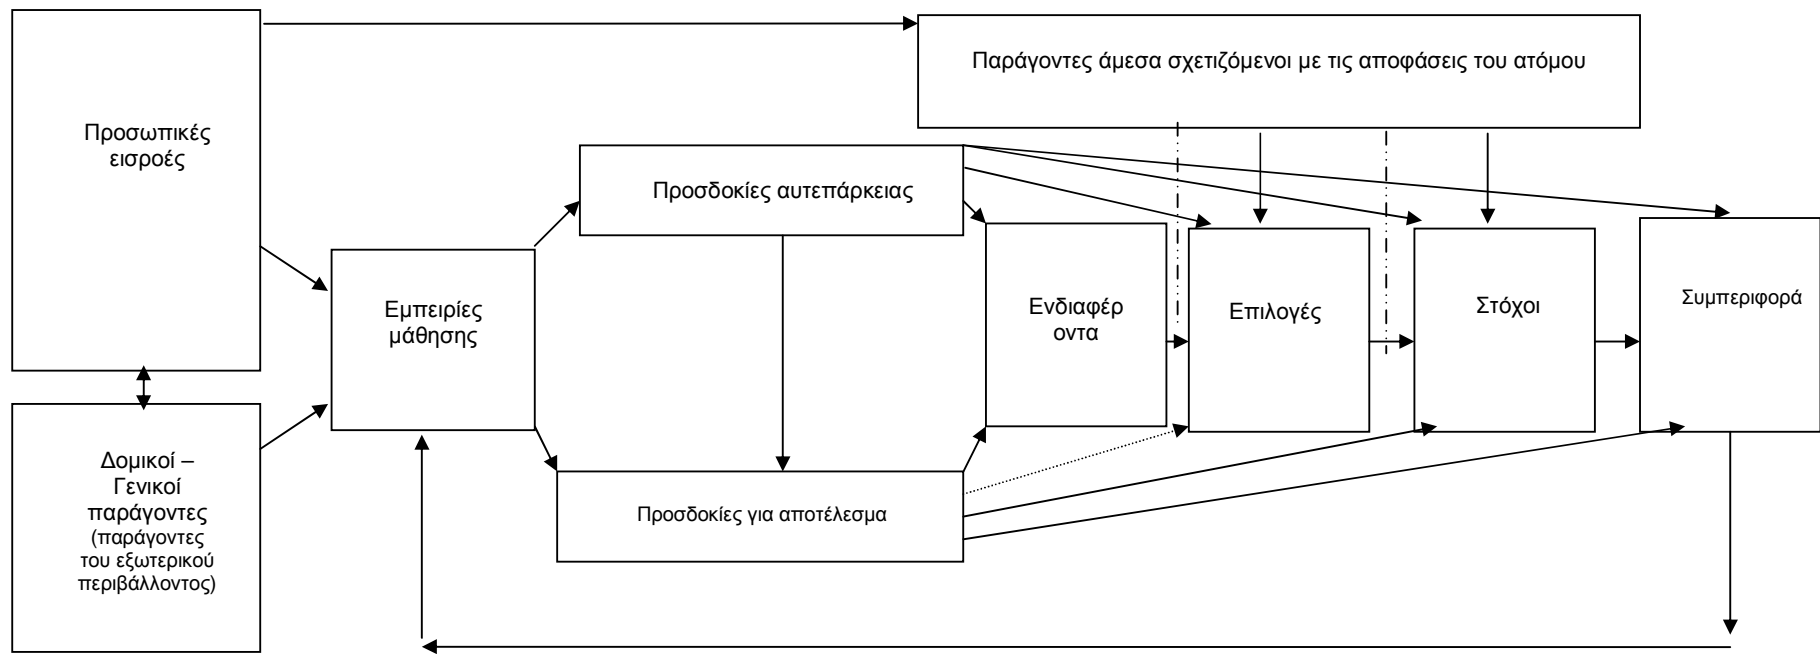 Παράγοντες άμεσα σχετιζόμενοι με τις αποφάσεις του ατόμου
Προσωπικές
εισροές
Προσδοκίες αυτεπάρκειας
Εμπειρίες
μάθησης
Ενδιαφέρ
οντα
Επιλογές
Στόχοι
Συμπεριφορά
Δομικοί –
Γενικοί
παράγοντες
(παράγοντες
του εξωτερικού
περιβάλλοντος)
Προσδοκίες για αποτέλεσμα